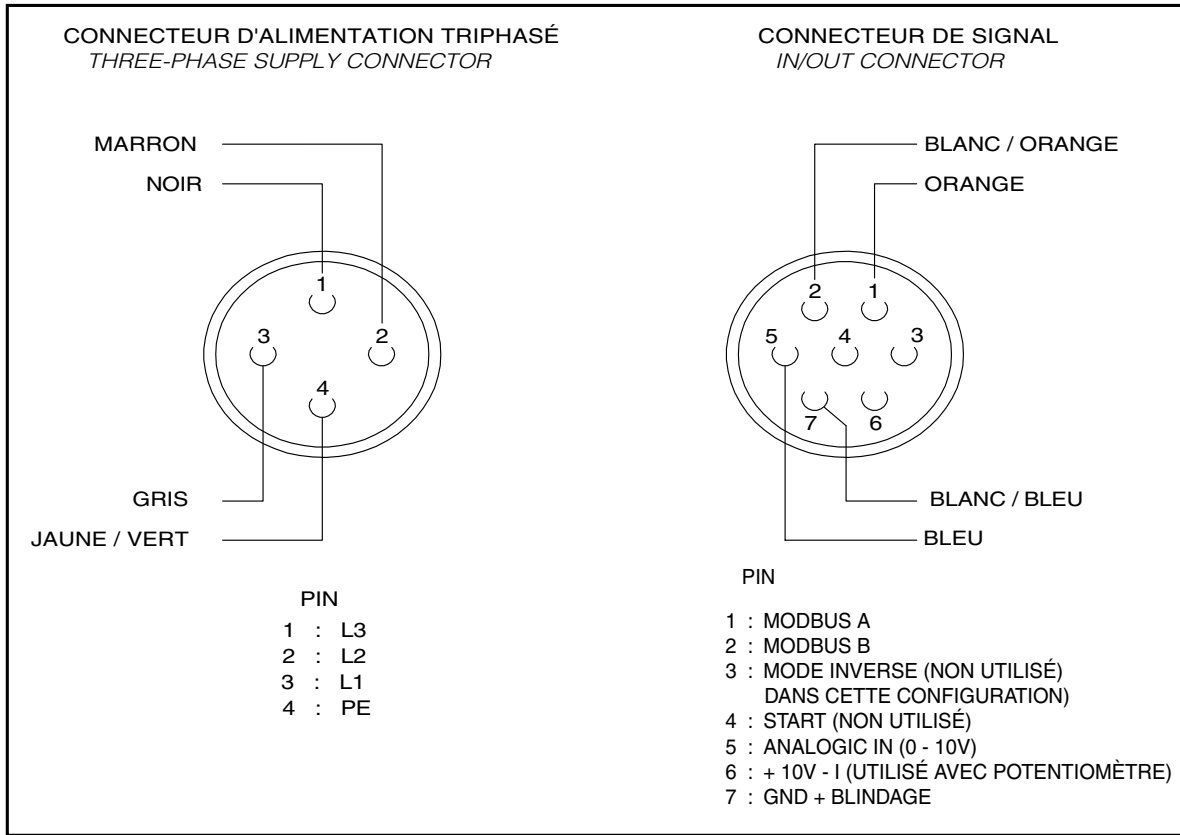 CONNECTEUR D'ALIMENTATION TRIPHASÉ
THREE-PHASE SUPPLY CONNECTOR
MARRON
NOIR
1
3
2
4
GRIS
JAUNE / VERT
PIN
1 : L3
2 : L2
3 : L1
4 : PE
CONNECTEUR DE SIGNAL
IN/OUT CONNECTOR
BLANC / ORANGE
ORANGE
2 1
5 4 3
7 6
BLANC / BLEU
BLEU
PIN
1 : MODBUS A
2 : MODBUS B
3 : MODE INVERSE (NON UTILISÉ)
DANS CETTE CONFIGURATION)
4 : START (NON UTILISÉ)
5 : ANALOGIC IN (0 - 10V)
6 : + 10V - I (UTILISÉ AVEC POTENTIOMÈTRE)
7 : GND + BLINDAGE